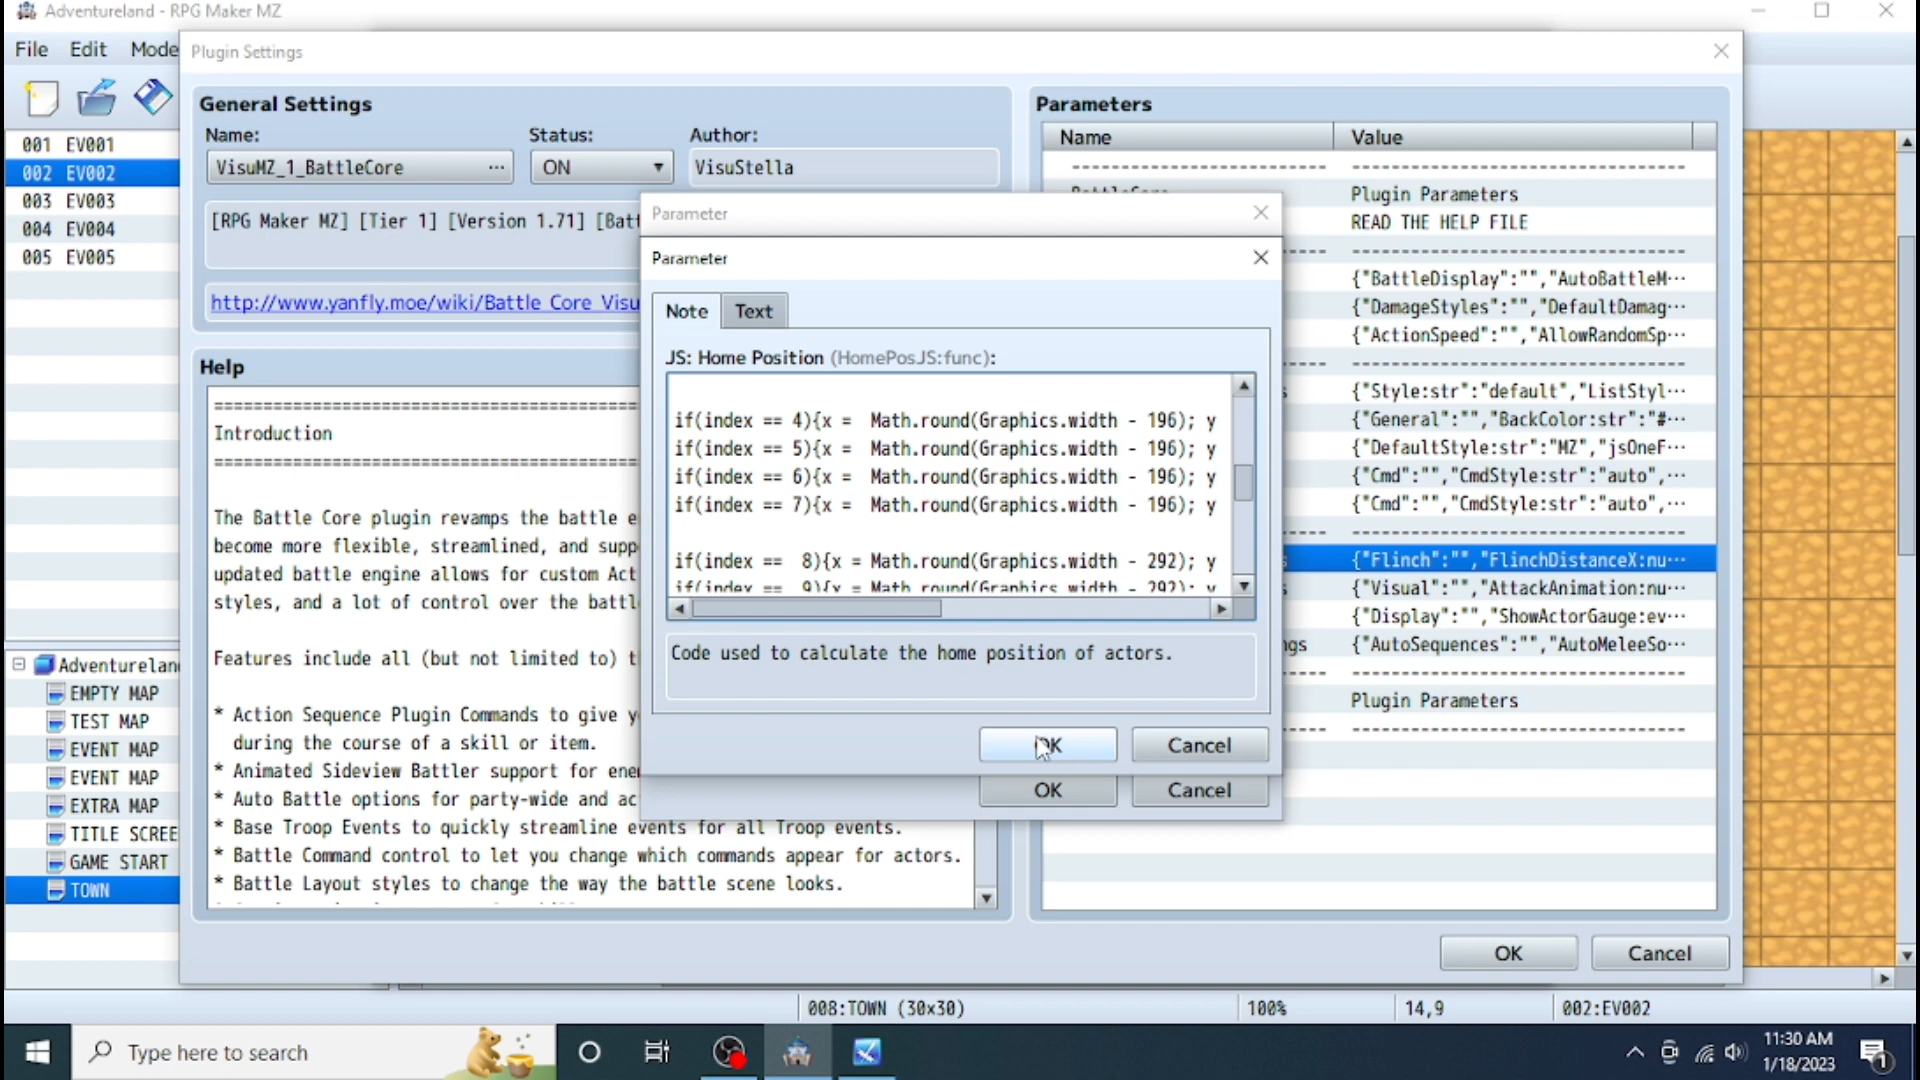 Adventureland - RPG Maker MZ
File Edit Mode
Plugin Settings
001 EV001
002 EV002
003 EV003
004 EV004
005 EV005
General Settings
Name:
Status:
Author:
VisuMZ_1_BattleCore ...
ON
VisuStella
[RPG Maker MZ] [Tier 1] [Version 1.71] [Batt
http://www.yanfly.moe/wiki/Battle_Core_Visu
Help
Introduction
The Battle Core plugin revamps the battle e
become more flexible, streamlined, and supp
updated battle engine allows for custom Act
styles, and a lot of control over the battl
Features include all (but not limited to) t
* Action Sequence Plugin Commands to give y
during the course of a skill or item.
* Animated Sideview Battler support for ene
* Auto Battle options for party-wide and ac
* Base Troop Events to quickly streamline events for all Troop events.
* Battle Command control to let you change which commands appear for actors.
* Battle Layout styles to change the way the battle scene looks.
Parameter
Parameter
Note
Text
JS: Home Position (HomePosJS:func):
if(index == 4){x =  Math.round(Graphics.width - 196); y
if(index == 5){x =  Math.round(Graphics.width - 196); y
if(index == 6){x =  Math.round(Graphics.width - 196); y
if(index == 7){x =  Math.round(Graphics.width - 196); y
if(index ==  8){x = Math.round(Graphics.width - 292); y
if(index ==  9){x = Math.round(Graphics.width - 292); y
Code used to calculate the home position of actors.
OK
Cancel
OK
Cancel
Parameters
Name
Value
BattleCore
Plugin Parameters
READ THE HELP FILE
{"BattleDisplay":"","AutoBattleM...
{"DamageStyles":"","DefaultDamag...
{"ActionSpeed":"","AllowRandomSp...
s
{"Style:str":"default","ListStyl...
{"General":"","BackColor:str":"#...
{"DefaultStyle:str":"MZ","jsOneF...
{"Cmd":"","CmdStyle:str":"auto",...
{"Cmd":"","CmdStyle:str":"auto",...
s
{"Flinch":"","FlinchDistanceX:nu...
s
{"Visual":"","AttackAnimation:nu...
{"Display":"","ShowActorGauge:ev...
ngs
{"AutoSequences":"","AutoMeleeSo...
Plugin Parameters
OK
Cancel
Adventurelan
EMPTY MAP
TEST MAP
EVENT MAP
EVENT MAP
EXTRA MAP
TITLE SCREE
GAME START
TOWN
008:TOWN (30x30)
100%
14,9
002:EV002
Type here to search
11:30 AM
1/18/2023
1